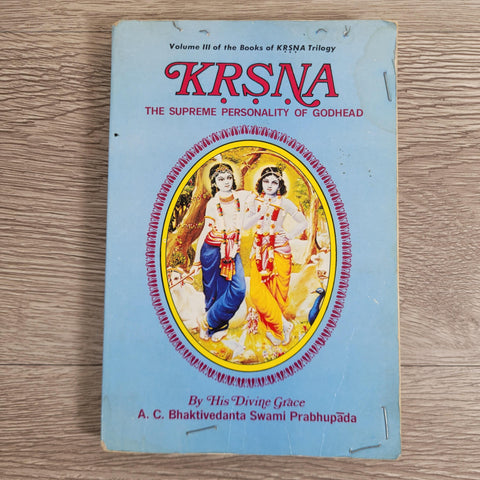 Volume III of the Books of KṚṢṆA Trilogy
KṚṢṆA
THE SUPREME PERSONALITY OF GODHEAD
By His Divine Grace
A. C. Bhaktivedanta Swami Prabhupāda